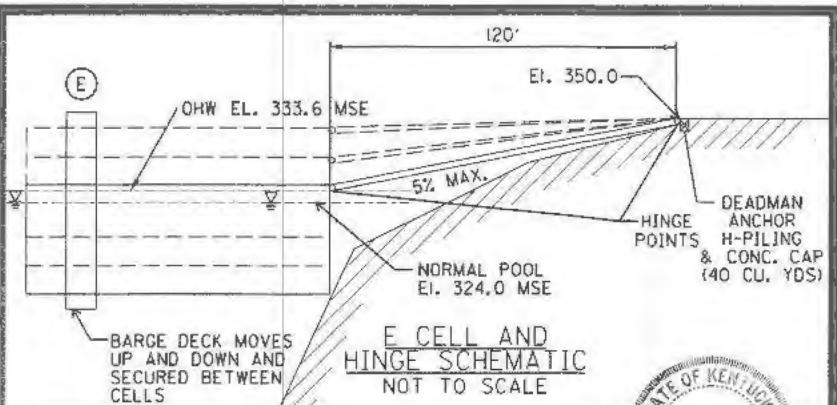 120'
E
El. 350.0
OHW EL. 333.6 MSE
5% MAX.
HINGE
POINTS
DEADMAN
ANCHOR
H-PILING
& CONC. CAP
(40 CU. YDS)
NORMAL POOL
El. 324.0 MSE
BARGE DECK MOVES
UP AND DOWN AND
SECURED BETWEEN
CELLS
E CELL AND
HINGE SCHEMATIC
NOT TO SCALE
ATE OF KENTUCK